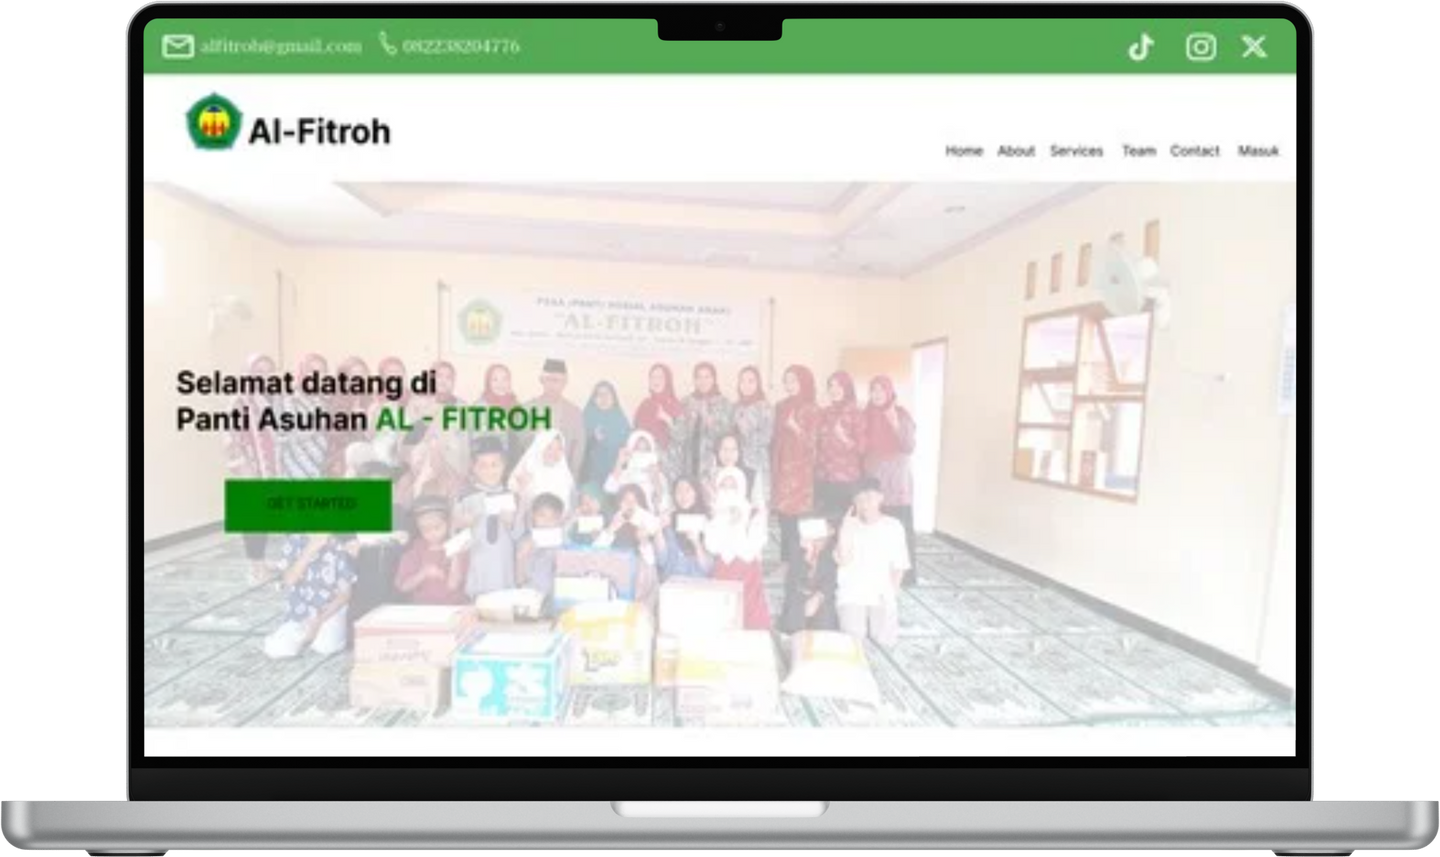 alfitroh@gmail.com 082238204776
Al-Fitroh
Home About Services Team Contact Masuk
"AL-FITROH"
Selamat datang di
Panti Asuhan AL - FITROH
GET STARTED